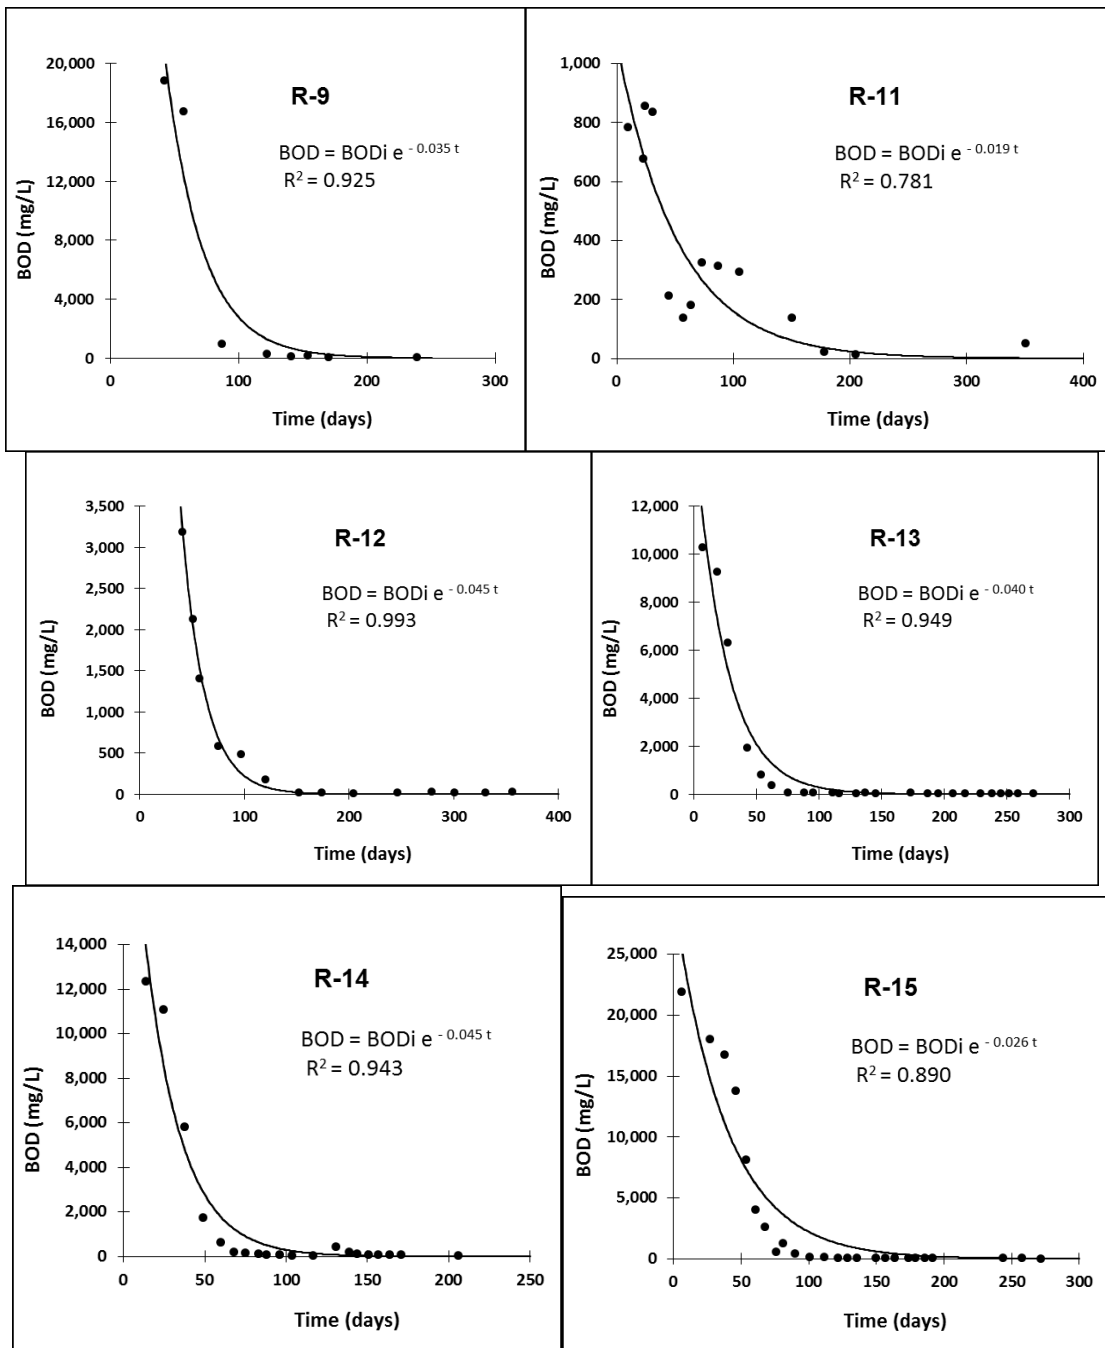 R-9
BOD = BODi e - 0.035 t
R² = 0.925
BOD (mg/L)
20,000
16,000
12,000
8,000
4,000
0
0 100 200 300
Time (days)
R-11
BOD = BODi e - 0.019 t
R² = 0.781
BOD (mg/L)
1,000
800
600
400
200
0
0 100 200 300 400
Time (days)
R-12
BOD = BODi e - 0.045 t
R² = 0.993
BOD (mg/L)
3,500
3,000
2,500
2,000
1,500
1,000
500
0
0 100 200 300 400
Time (days)
R-13
BOD = BODi e - 0.040 t
R² = 0.949
BOD (mg/L)
12,000
10,000
8,000
6,000
4,000
2,000
0
0 50 100 150 200 250 300
Time (days)
R-14
BOD = BODi e - 0.045 t
R² = 0.943
BOD (mg/L)
14,000
12,000
10,000
8,000
6,000
4,000
2,000
0
0 50 100 150 200 250
Time (days)
R-15
BOD = BODi e - 0.026 t
R² = 0.890
BOD (mg/L)
25,000
20,000
15,000
10,000
5,000
0
0 50 100 150 200 250 300
Time (days)